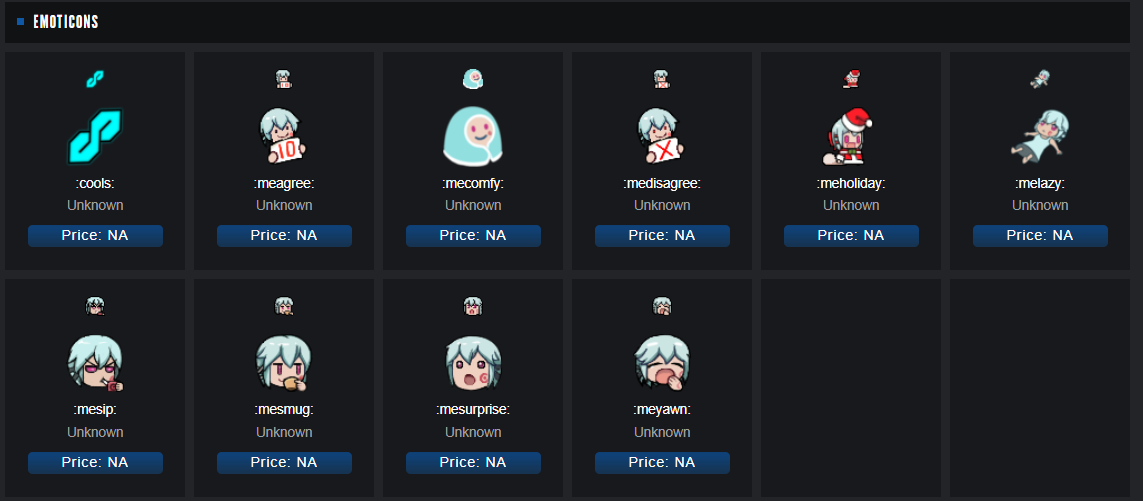 EMOTICONS
:cools: :meagree: :mecomfy: :medisagree: :meholiday: :melazy:
Unknown Unknown Unknown Unknown Unknown Unknown
Price: NA Price: NA Price: NA Price: NA Price: NA Price: NA
:mesip: :mesmug: :mesurprise: :meyawn:
Unknown Unknown Unknown Unknown
Price: NA Price: NA Price: NA Price: NA